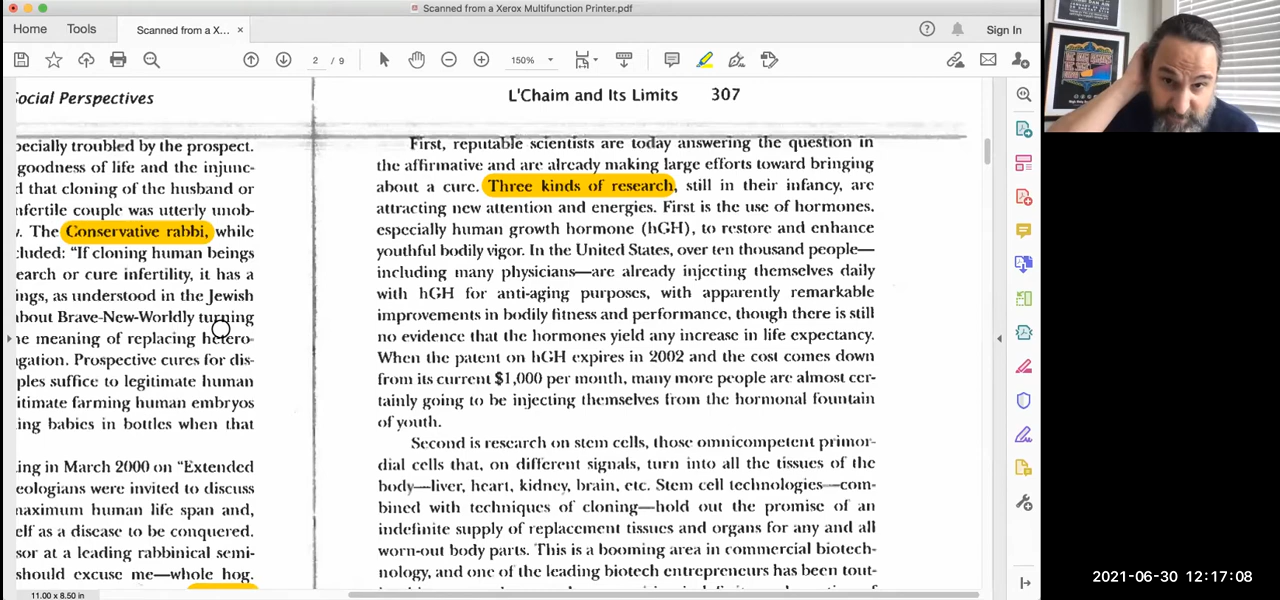 Scanned from a Xerox Multifunction Printer.pdf
Home Tools Scanned from a X... × Sign In
2 / 9 150%
Social Perspectives
pecially troubled by the prospect.
goodness of life and the injunc-
d that cloning of the husband or
nfertile couple was utterly unob-
. The Conservative rabbi, while
cluded: “If cloning human beings
earch or cure infertility, it has a
ings, as understood in the Jewish
about Brave-New-Worldly turning
e meaning of replacing hetero-
gation. Prospective cures for dis-
ples suffice to legitimate human
itimate farming human embryos
ing babies in bottles when that
ing in March 2000 on “Extended
eologians were invited to discuss
maximum human life span and,
elf as a disease to be conquered.
sor at a leading rabbinical semi-
should excuse me—whole hog.
L'Chaim and Its Limits 307
First, reputable scientists are today answering the question in
the affirmative and are already making large efforts toward bringing
about a cure. Three kinds of research, still in their infancy, are
attracting new attention and energies. First is the use of hormones,
especially human growth hormone (hGH), to restore and enhance
youthful bodily vigor. In the United States, over ten thousand people—
including many physicians—are already injecting themselves daily
with hGH for anti-aging purposes, with apparently remarkable
improvements in bodily fitness and performance, though there is still
no evidence that the hormones yield any increase in life expectancy.
When the patent on hGH expires in 2002 and the cost comes down
from its current $1,000 per month, many more people are almost cer-
tainly going to be injecting themselves from the hormonal fountain
of youth.
Second is research on stem cells, those omnicompetent primor-
dial cells that, on different signals, turn into all the tissues of the
body—liver, heart, kidney, brain, etc. Stem cell technologies—com-
bined with techniques of cloning—hold out the promise of an
indefinite supply of replacement tissues and organs for any and all
worn-out body parts. This is a booming area in commercial biotech-
nology, and one of the leading biotech entrepreneurs has been tout-
11.00 x 8.50 in
2021-06-30 12:17:08